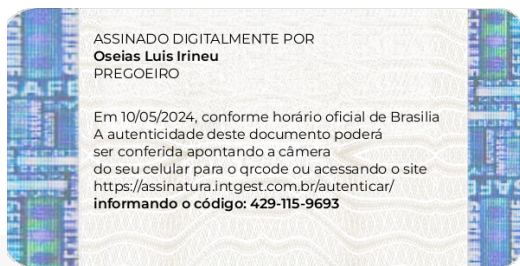 ASSINADO DIGITALMENTE POR
Oseias Luis Irineu
PREGOEIRO
Em 10/05/2024, conforme horário oficial de Brasilia
A autenticidade deste documento poderá
ser conferida apontando a câmera
do seu celular para o qrcode ou acessando o site
https://assinatura.intgest.com.br/autenticar/
informando o código: 429-115-9693